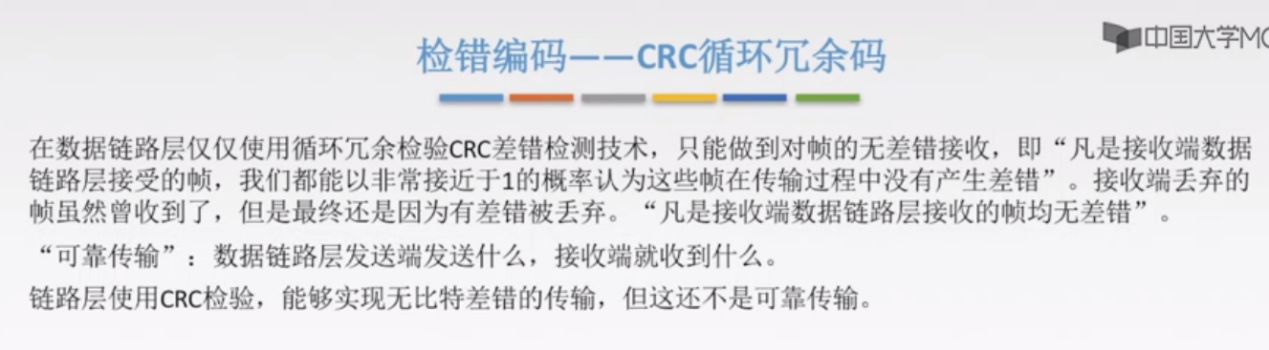 中国大学MO
检错编码——CRC循环冗余码
在数据链路层仅仅使用循环冗余检验CRC差错检测技术，只能做到对帧的无差错接收，即“凡是接收端数据
链路层接受的帧，我们都能以非常接近于1的概率认为这些帧在传输过程中没有产生差错”。接收端丢弃的
帧虽然曾收到了，但是最终还是因为有差错被丢弃。“凡是接收端数据链路层接收的帧均无差错”。
“可靠传输”：数据链路层发送端发送什么，接收端就收到什么。
链路层使用CRC检验，能够实现无比特差错的传输，但这还不是可靠传输。